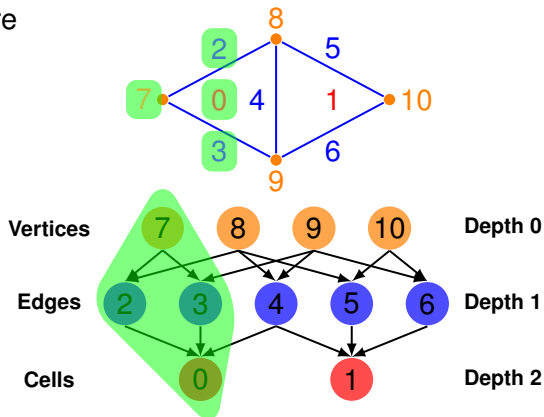 re
8
2 5
7 0 4 1 10
3 6
9
Vertices 7 8 9 10 Depth 0
Edges 2 3 4 5 6 Depth 1
Cells 0 1 Depth 2